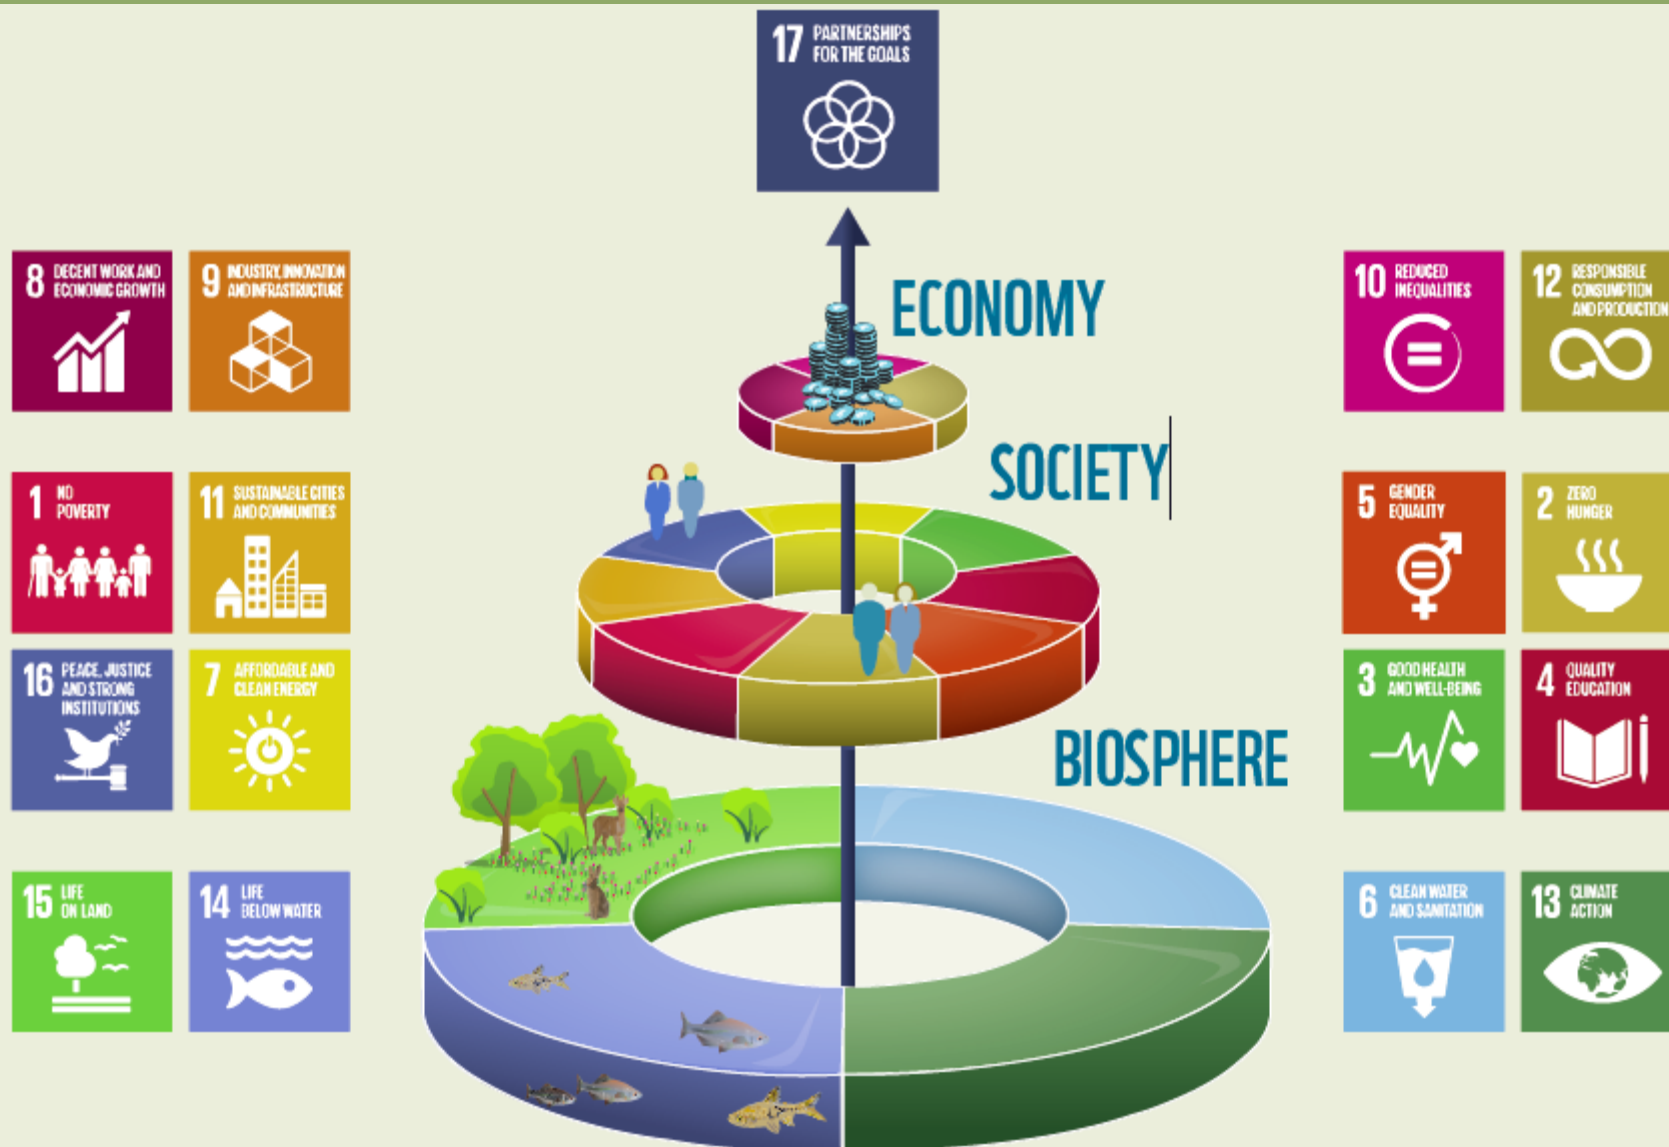 17 PARTNERSHIPS
FOR THE GOALS
8 DECENT WORK AND
ECONOMIC GROWTH
9 INDUSTRY, INNOVATION
AND INFRASTRUCTURE
ECONOMY
10 REDUCED
INEQUALITIES
12 RESPONSIBLE
CONSUMPTION
AND PRODUCTION
SOCIETY
1 NO
POVERTY
11 SUSTAINABLE CITIES
AND COMMUNITIES
5 GENDER
EQUALITY
2 ZERO
HUNGER
16 PEACE, JUSTICE
AND STRONG
INSTITUTIONS
7 AFFORDABLE AND
CLEAN ENERGY
3 GOOD HEALTH
AND WELL-BEING
4 QUALITY
EDUCATION
BIOSPHERE
15 LIFE
ON LAND
14 LIFE
BELOW WATER
6 CLEAN WATER
AND SANITATION
13 CLIMATE
ACTION